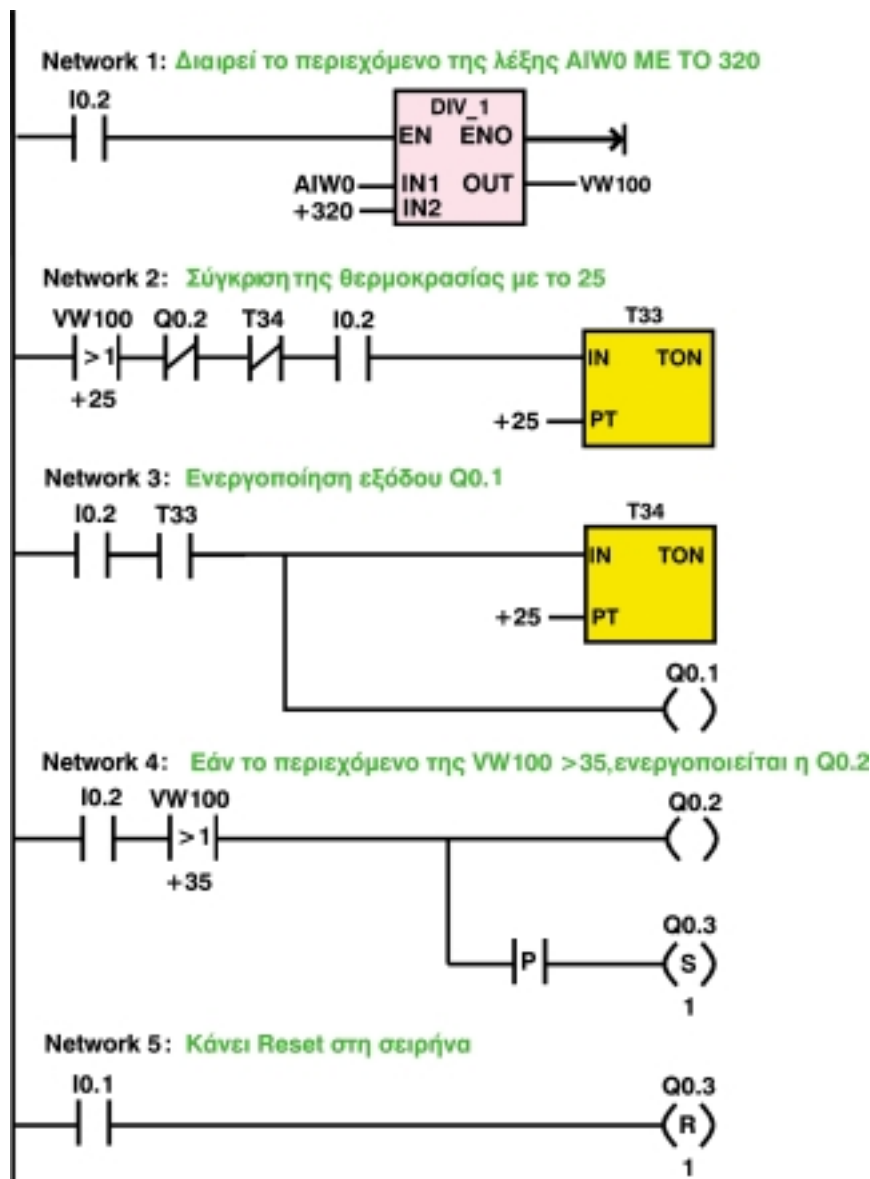 Network 1: Διαιρεί το περιεχόμενο της λέξης AIW0 ΜΕ ΤΟ 320
I0.2
DIV_1
EN ENO
AIW0 IN1 OUT VW100
+320 IN2
Network 2: Σύγκριση της θερμοκρασίας με το 25
VW100 Q0.2 T34 I0.2 T33
>1 IN TON
+25
+25 PT
Network 3: Ενεργοποίηση εξόδου Q0.1
I0.2 T33 T34
IN TON
+25 PT
Q0.1
Network 4: Εάν το περιεχόμενο της VW100 >35,ενεργοποιείται η Q0.2
I0.2 VW100 Q0.2
>1
+35
Q0.3
P S
1
Network 5: Κάνει Reset στη σειρήνα
I0.1 Q0.3
R
1